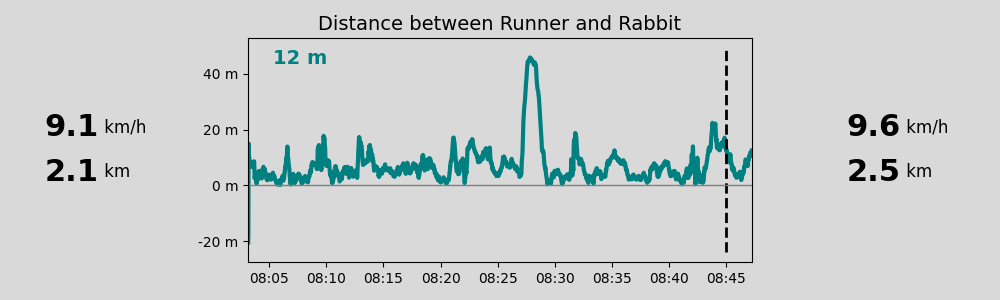 Distance between Runner and Rabbit
12 m
40 m
20 m
0 m
-20 m
08:05 08:10 08:15 08:20 08:25 08:30 08:35 08:40 08:45
9.1 km/h
2.1 km
9.6 km/h
2.5 km